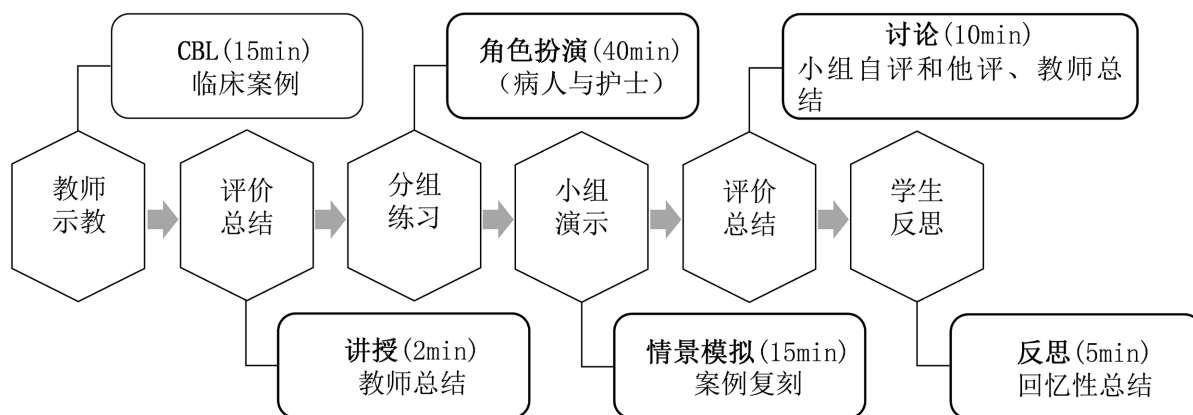 CBL(15min)
临床案例
角色扮演(40min)
（病人与护士）
讨论(10min)
小组自评和他评、教师总
结
教师
示教
评价
总结
分组
练习
小组
演示
评价
总结
学生
反思
讲授(2min)
教师总结
情景模拟(15min)
案例复刻
反思(5min)
回忆性总结